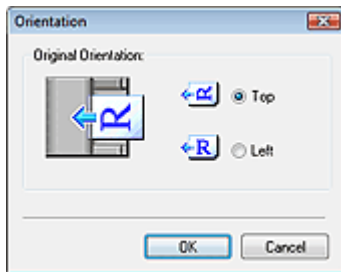 Orientation
Original Orientation:
R
R
Top
R
Left
OK
Cancel